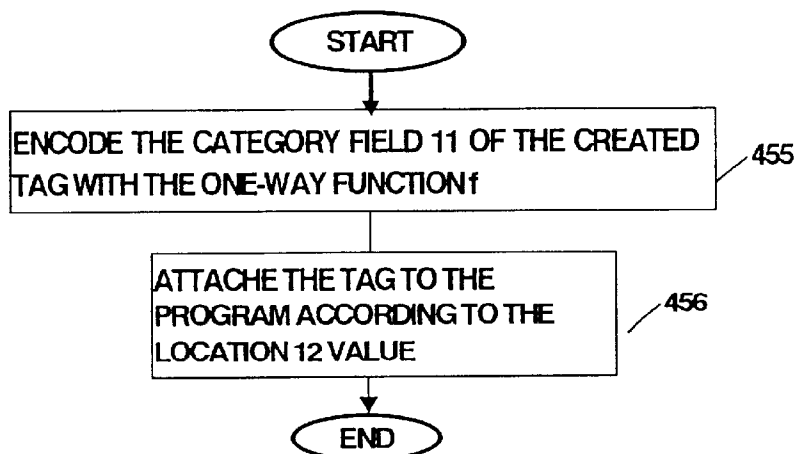 START
ENCODE THE CATEGORY FIELD 11 OF THE CREATED
TAG WITH THE ONE-WAY FUNCTION f
455
ATTACHE THE TAG TO THE
PROGRAM ACCORDING TO THE
LOCATION 12 VALUE
456
END